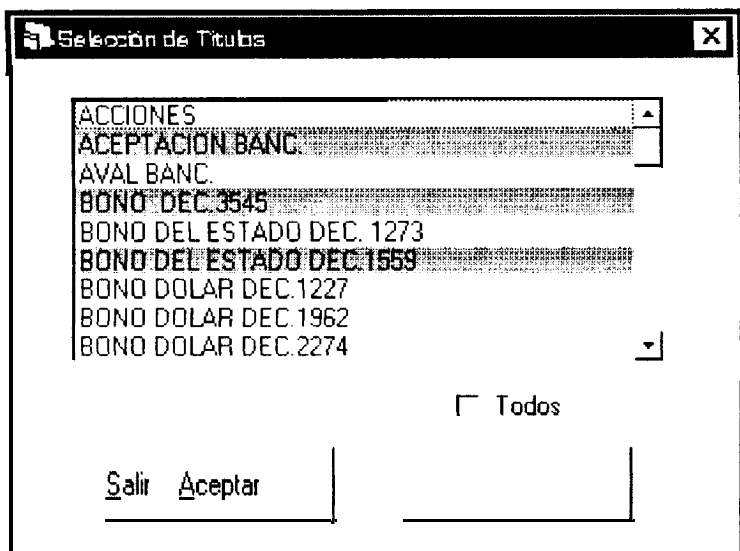 Selección de Titulos
ACCIONES
ACEPTACION BANC.
AVAL BANC.
BONO DEC.3545
BONO DEL ESTADO DEC. 1273
BONO DEL ESTADO DEC.1559
BONO DOLAR DEC.1227
BONO DOLAR DEC.1962
BONO DOLAR DEC.2274
Todos
Salir Aceptar